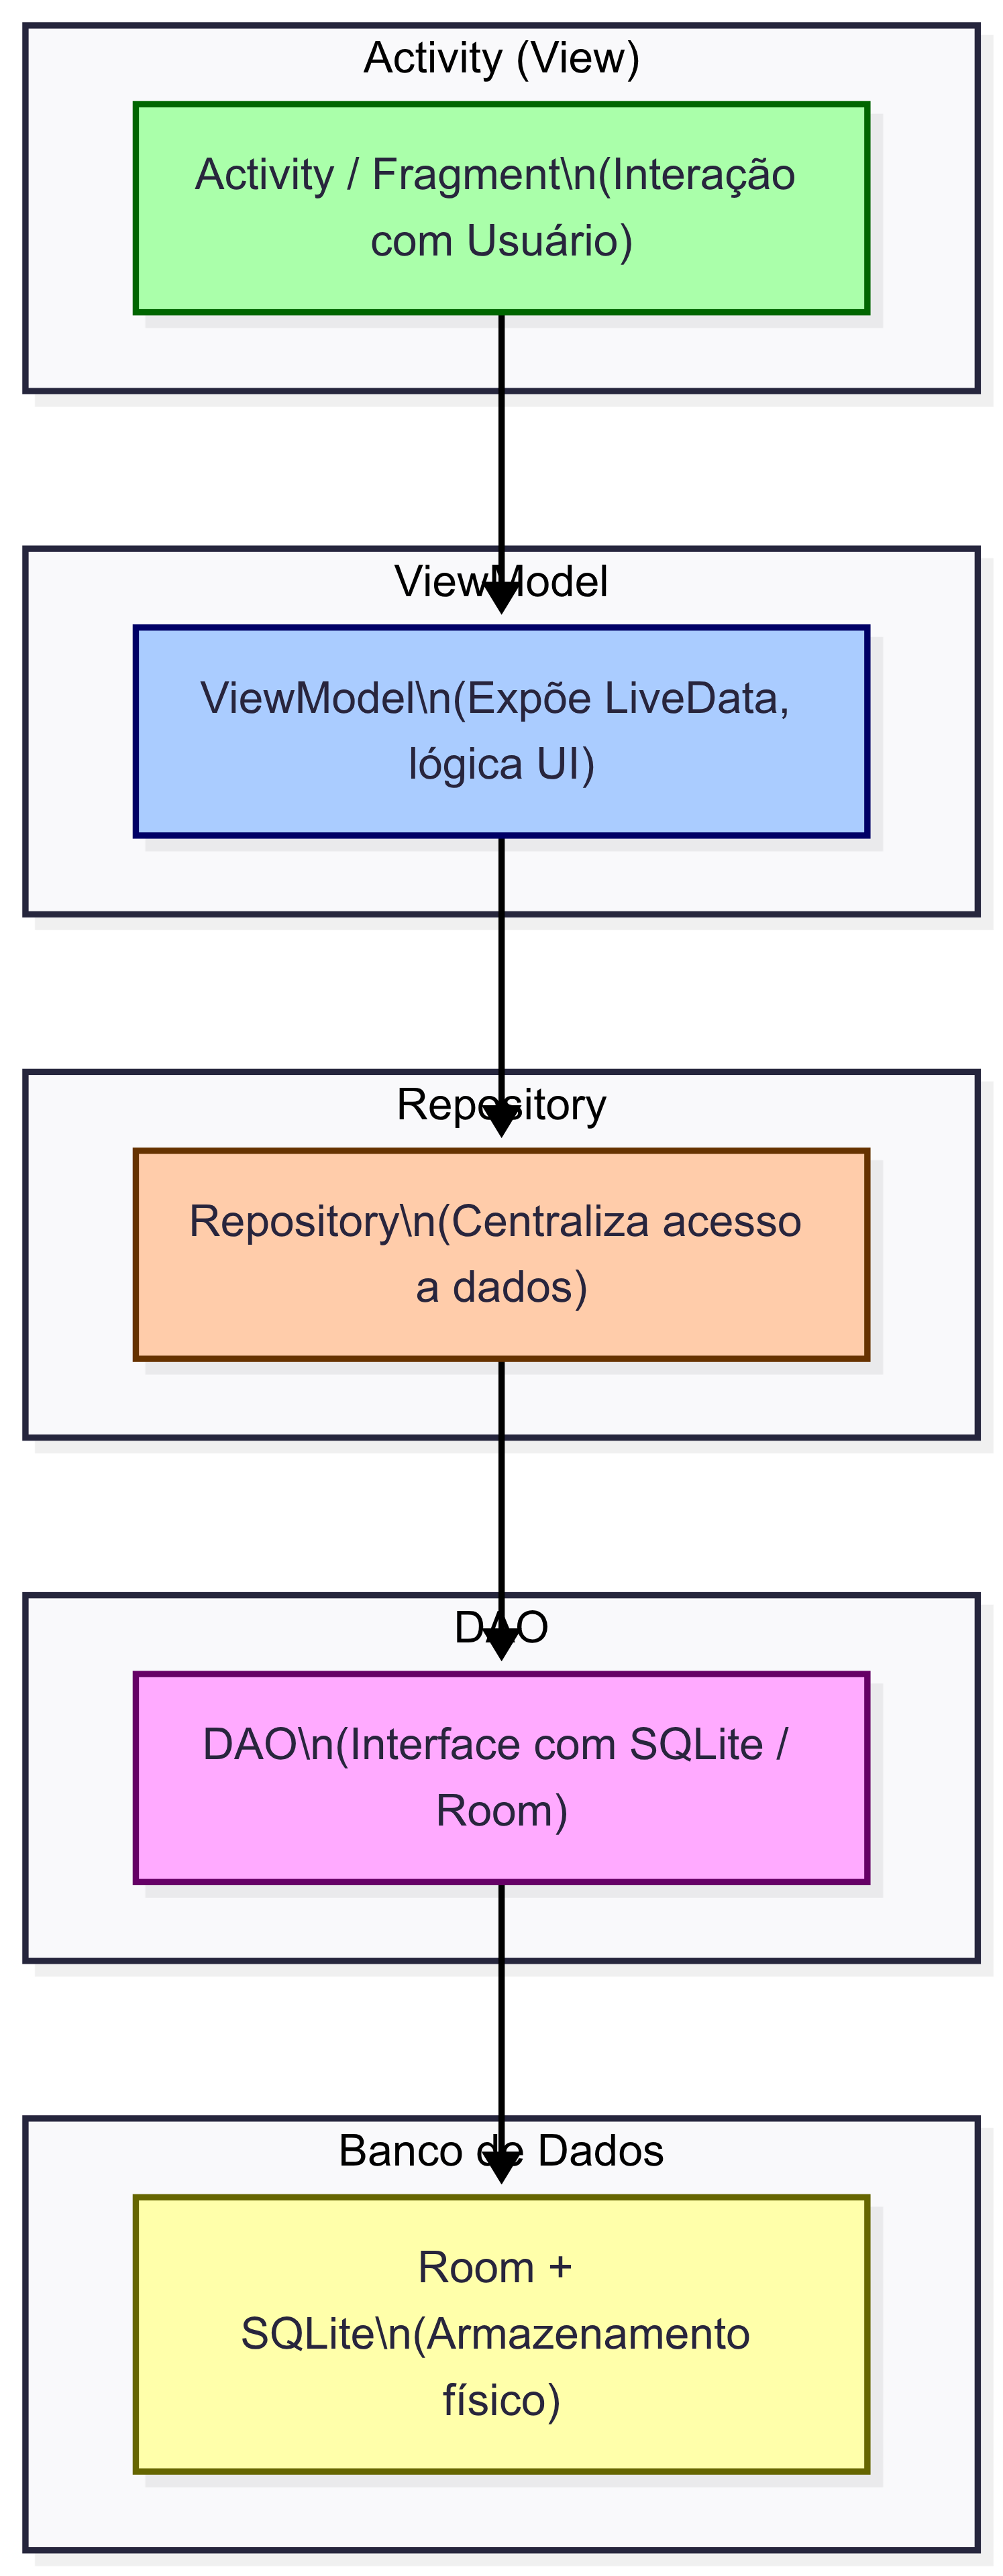 Activity (View)
Activity / Fragment\n(Interação
com Usuário)
ViewModel
ViewModel\n(Expõe LiveData,
lógica UI)
Repository
Repository\n(Centraliza acesso
a dados)
DAO
DAO\n(Interface com SQLite /
Room)
Banco de Dados
Room +
SQLite\n(Armazenamento
físico)